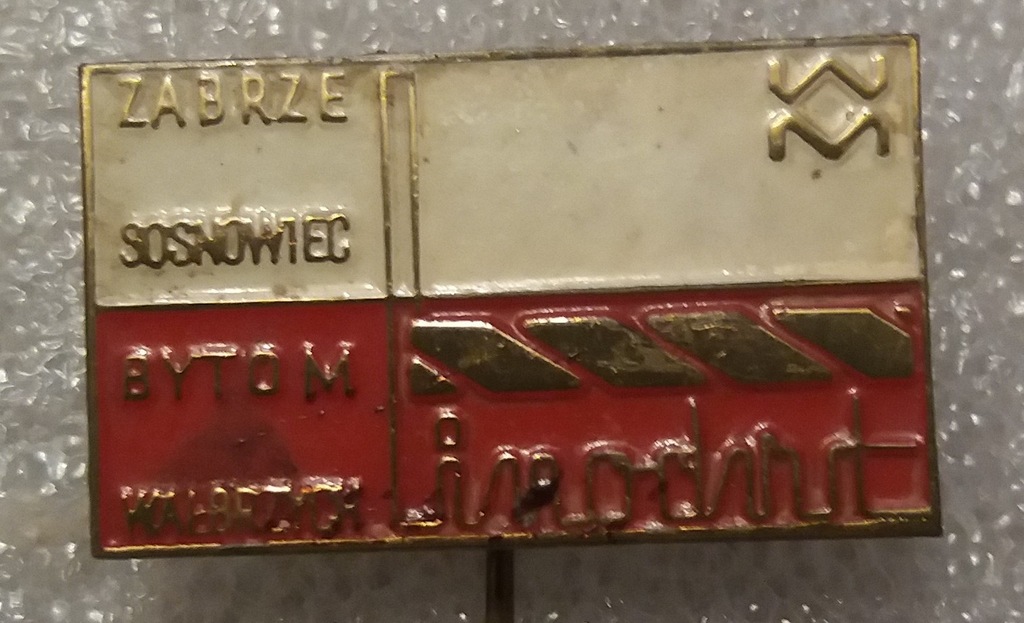 ZABRZE
SOSNOWIEC
BYTOM
WAŁBRZYCH